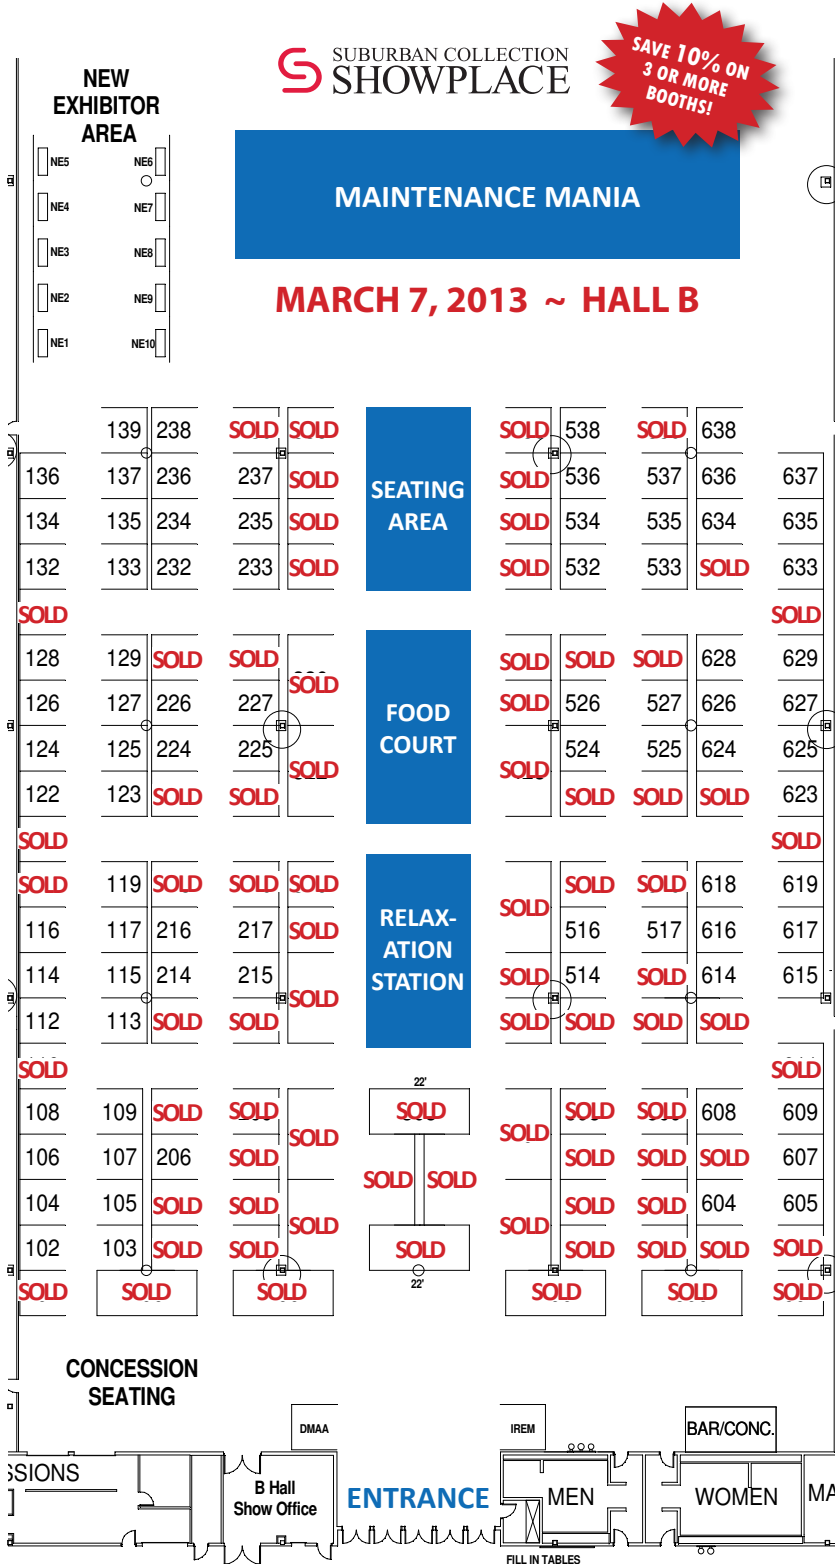 SUBURBAN COLLECTION
SHOWPLACE
SAVE 10% ON
3 OR MORE
BOOTHS!
NEW
EXHIBITOR
AREA
NE5 NE6
NE4 NE7
NE3 NE8
NE2 NE9
NE1 NE10
MAINTENANCE MANIA
MARCH 7, 2013 ~ HALL B
139 238 SOLD SOLD SOLD 538 SOLD 638
136 137 236 237 SOLD SOLD 536 537 636 637
SEATING
AREA
134 135 234 235 SOLD SOLD 534 535 634 635
132 133 232 233 SOLD SOLD 532 533 SOLD 633
SOLD SOLD
128 129 SOLD SOLD SOLD SOLD SOLD 628 629
SOLD
126 127 226 227 SOLD 526 527 626 627
FOOD
COURT
124 125 224 225 524 525 624 625
SOLD SOLD
122 123 SOLD SOLD SOLD SOLD SOLD 623
SOLD SOLD
SOLD 119 SOLD SOLD SOLD SOLD SOLD 618 619
SOLD
116 117 216 217 SOLD 516 517 616 617
RELAX-
ATION
STATION
114 115 214 215 SOLD 514 SOLD 614 615
SOLD
112 113 SOLD SOLD SOLD SOLD SOLD SOLD
SOLD SOLD
22'
108 109 SOLD SOLD SOLD SOLD SOLD 608 609
SOLD SOLD
106 107 206 SOLD SOLD SOLD SOLD 607
SOLD SOLD
104 105 SOLD SOLD SOLD SOLD 604 605
SOLD SOLD
102 103 SOLD SOLD SOLD SOLD SOLD SOLD SOLD
22'
SOLD SOLD SOLD SOLD SOLD SOLD
CONCESSION
SEATING
DMAA IREM BAR/CONC.
SSIONS
B Hall
Show Office
ENTRANCE
MEN WOMEN MA
FILL IN TABLES